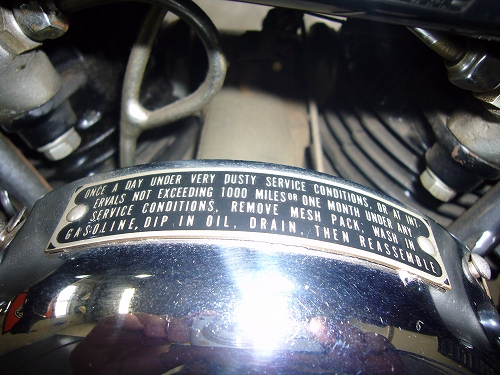 ONCE A DAY UNDER VERY DUSTY SERVICE CONDITIONS, OR AT INT
ERVALS NOT EXCEEDING 1000 MILES OR ONE MONTH UNDER ANY
SERVICE CONDITIONS, REMOVE MESH PACK, WASH IN
GASOLINE, DIP IN OIL, DRAIN, THEN REASSEMBLE